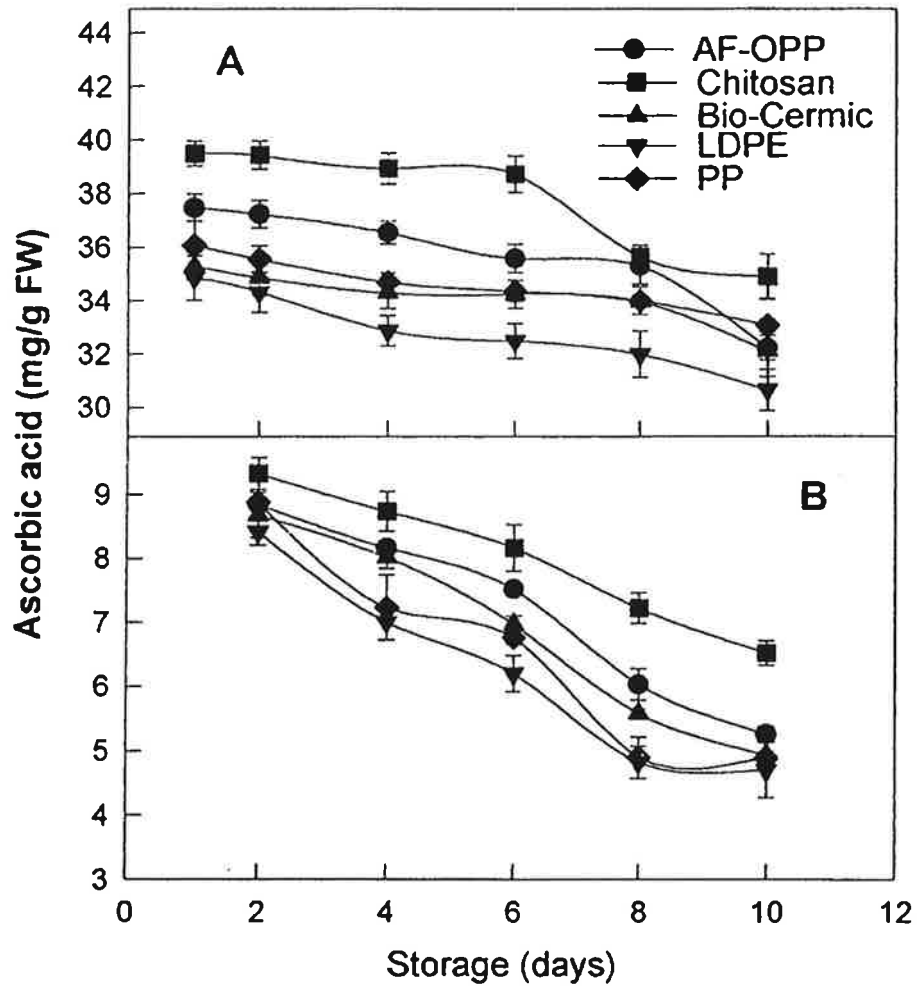 44
42
40
38
36
34
32
30
A
AF-OPP
Chitosan
Bio-Cermic
LDPE
PP
Ascorbic acid (mg/g FW)
9
8
7
6
5
4
3
B
0 2 4 6 8 10 12
Storage (days)